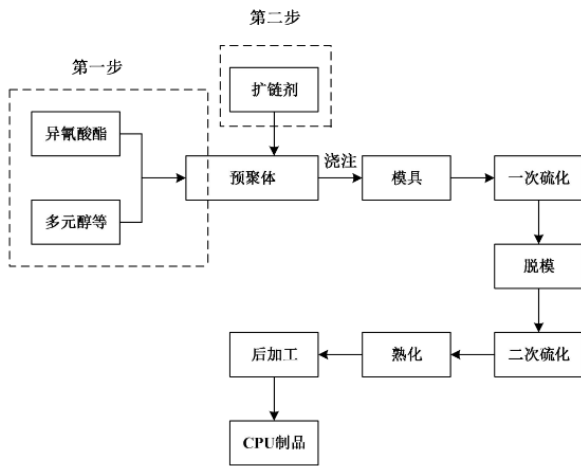 第一步
第二步
扩链剂
异氰酸酯
多元醇等
预聚体
浇注
模具
一次硫化
脱模
二次硫化
熟化
后加工
CPU制品